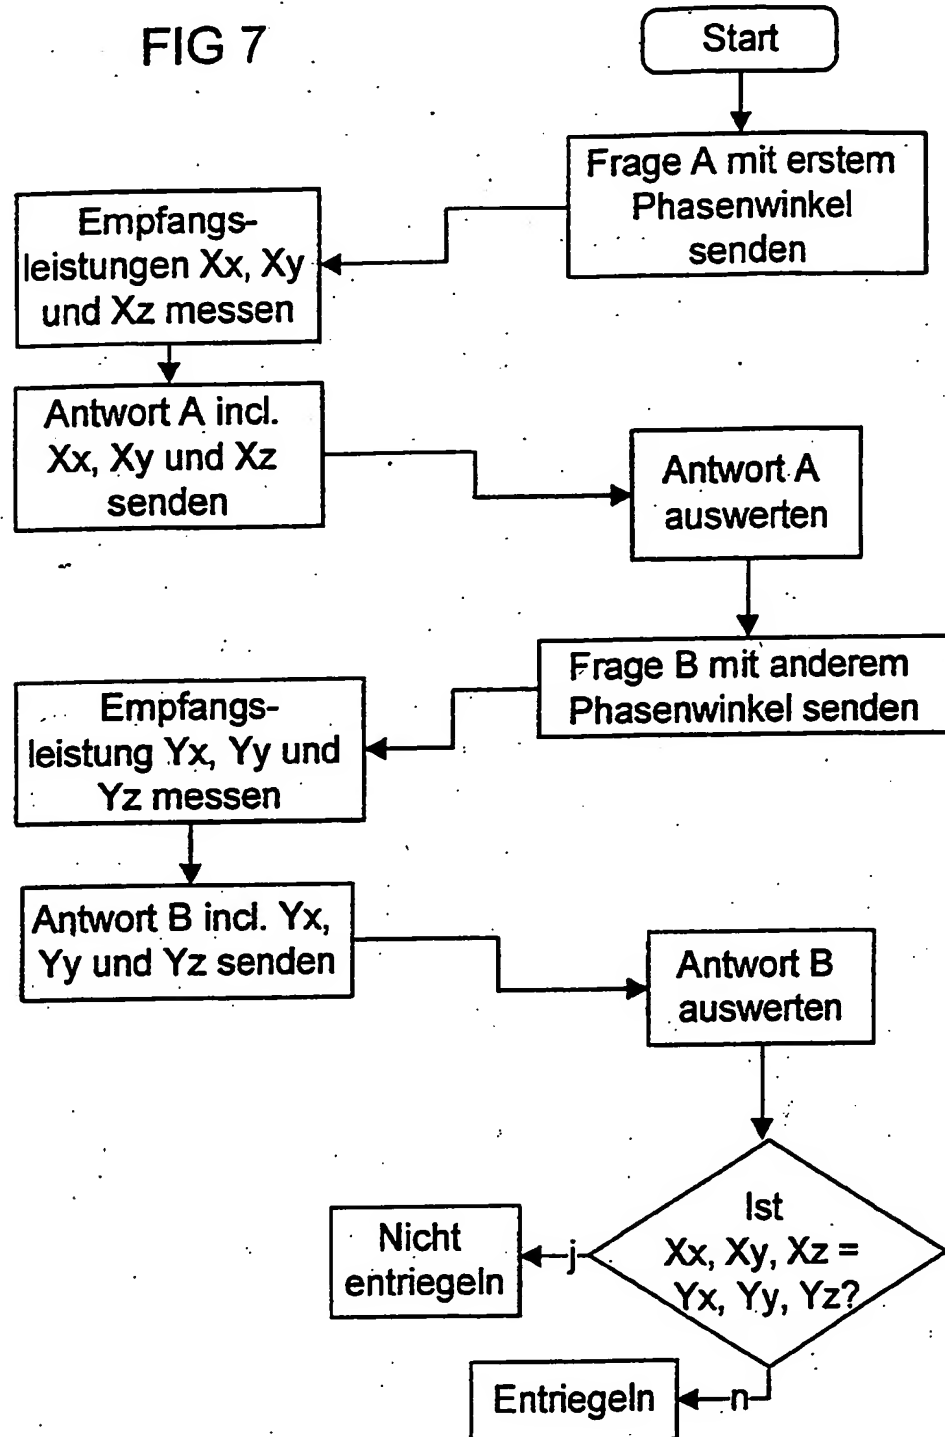 FIG 7
Start
Frage A mit erstem
Phasenwinkel
senden
Empfangs-
leistungen Xx, Xy
und Xz messen
Antwort A incl.
Xx, Xy und Xz
senden
Antwort A
auswerten
Frage B mit anderem
Phasenwinkel senden
Empfangs-
leistung Yx, Yy und
Yz messen
Antwort B incl. Yx,
Yy und Yz senden
Antwort B
auswerten
Ist
Xx, Xy, Xz =
Yx, Yy, Yz?
j
Nicht
entriegeln
n
Entriegeln